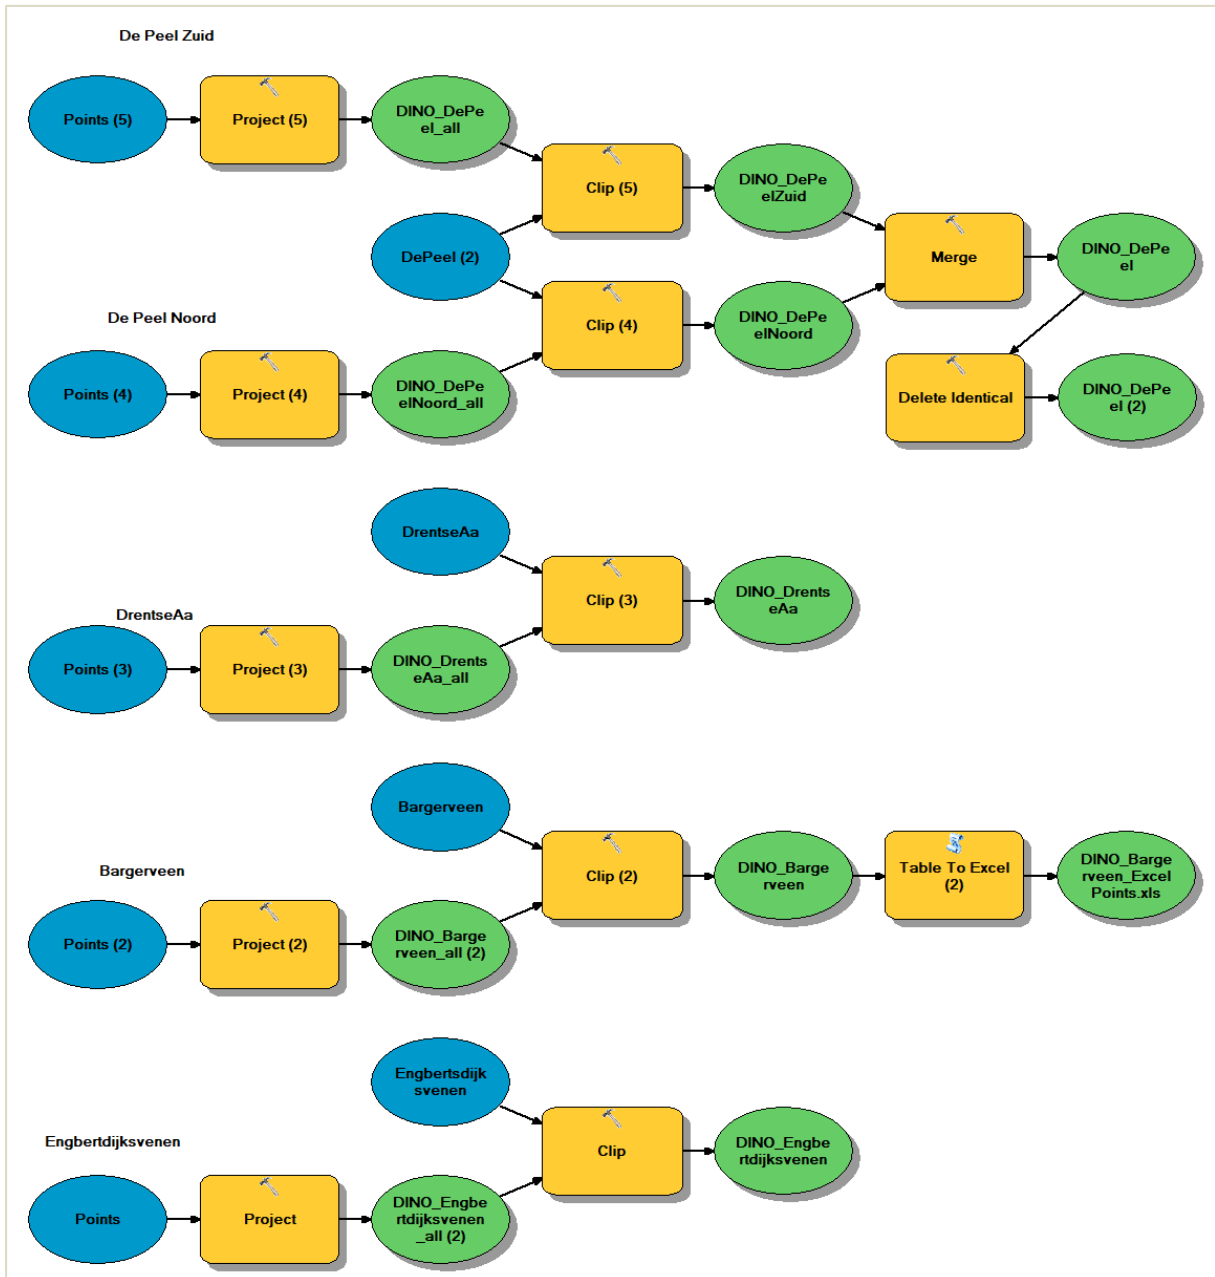 De Peel Zuid
Points (5)
Project (5)
DINO_DePe
el_all
Clip (5)
DINO_DePe
elZuid
DePeel (2)
Merge
DINO_DePe
el
De Peel Noord
Clip (4)
DINO_DePe
elNoord
Points (4)
Project (4)
DINO_DePe
elNoord_all
Delete Identical
DINO_DePe
el (2)
DrentseAa
Clip (3)
DINO_Drents
eAa
DrentseAa
Points (3)
Project (3)
DINO_Drents
eAa_all
Bargerveen
Clip (2)
DINO_Barge
rveen
Table To Excel
(2)
DINO_Barge
rveen_Excel
Points.xls
Bargerveen
Points (2)
Project (2)
DINO_Barge
rveen_all (2)
Engbertsdijk
svenen
Clip
DINO_Engbe
rtdijksvenen
Engbertdijksvenen
Points
Project
DINO_Engbe
rtdijksvenen
_all (2)